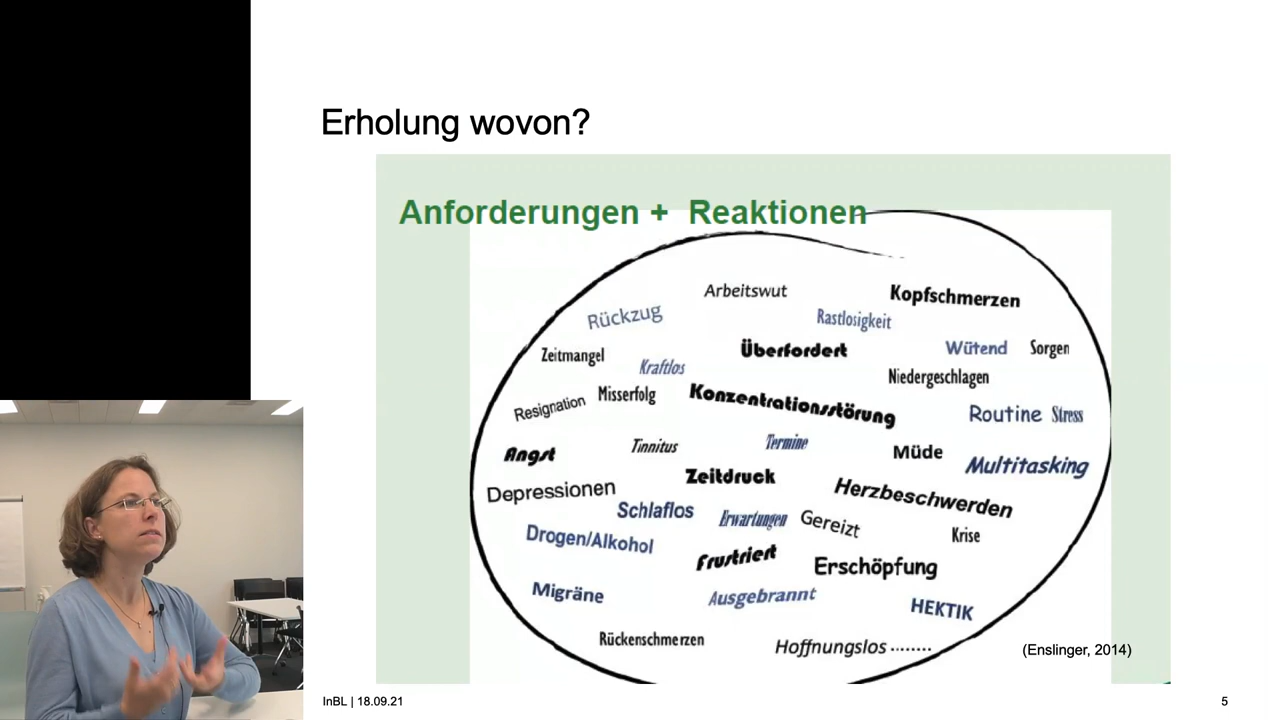 Erholung wovon?
Anforderungen + Reaktionen
Arbeitswut
Kopfschmerzen
Rückzug
Rastlosigkeit
Zeitmangel
Kraftlos
Überfordert
Wütend
Sorgen
Niedergeschlagen
Resignation
Misserfolg
Konzentrationsstörung
Routine
Stress
Angst
Tinnitus
Termine
Müde
Multitasking
Depressionen
Zeitdruck
Herzbeschwerden
Schlaflos
Erwartungen
Gereizt
Krise
Drogen/Alkohol
Frustriert
Erschöpfung
Migräne
Ausgebrannt
HEKTIK
Rückenschmerzen
Hoffnungslos ........
(Enslinger, 2014)
InBL | 18.09.21
5